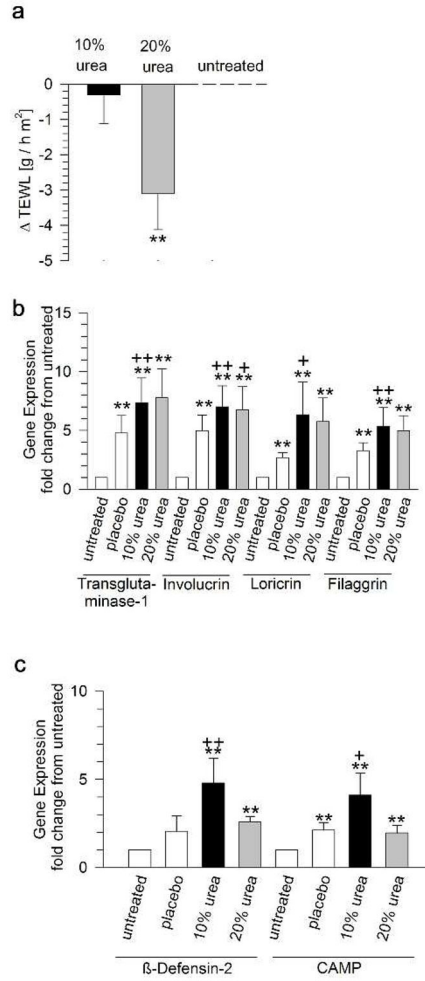 a
10% 20%
urea urea untreated
0
-1
-2
-3
-4
-5
Δ TEWL [g / h m²]
**
b
Gene Expression
fold change from untreated
15
10
5
0
** ++ ** ** ** ++ ** + ** ** + ** ** ** ++ ** **
untreated placebo 10% urea 20% urea untreated placebo 10% urea 20% urea untreated placebo 10% urea 20% urea untreated placebo 10% urea 20% urea
Transgluta- Involucrin Loricrin Filaggrin
minase-1
c
Gene Expression
fold change from untreated
10
5
0
++ ** ** ** + ** **
untreated placebo 10% urea 20% urea untreated placebo 10% urea 20% urea
ß-Defensin-2 CAMP